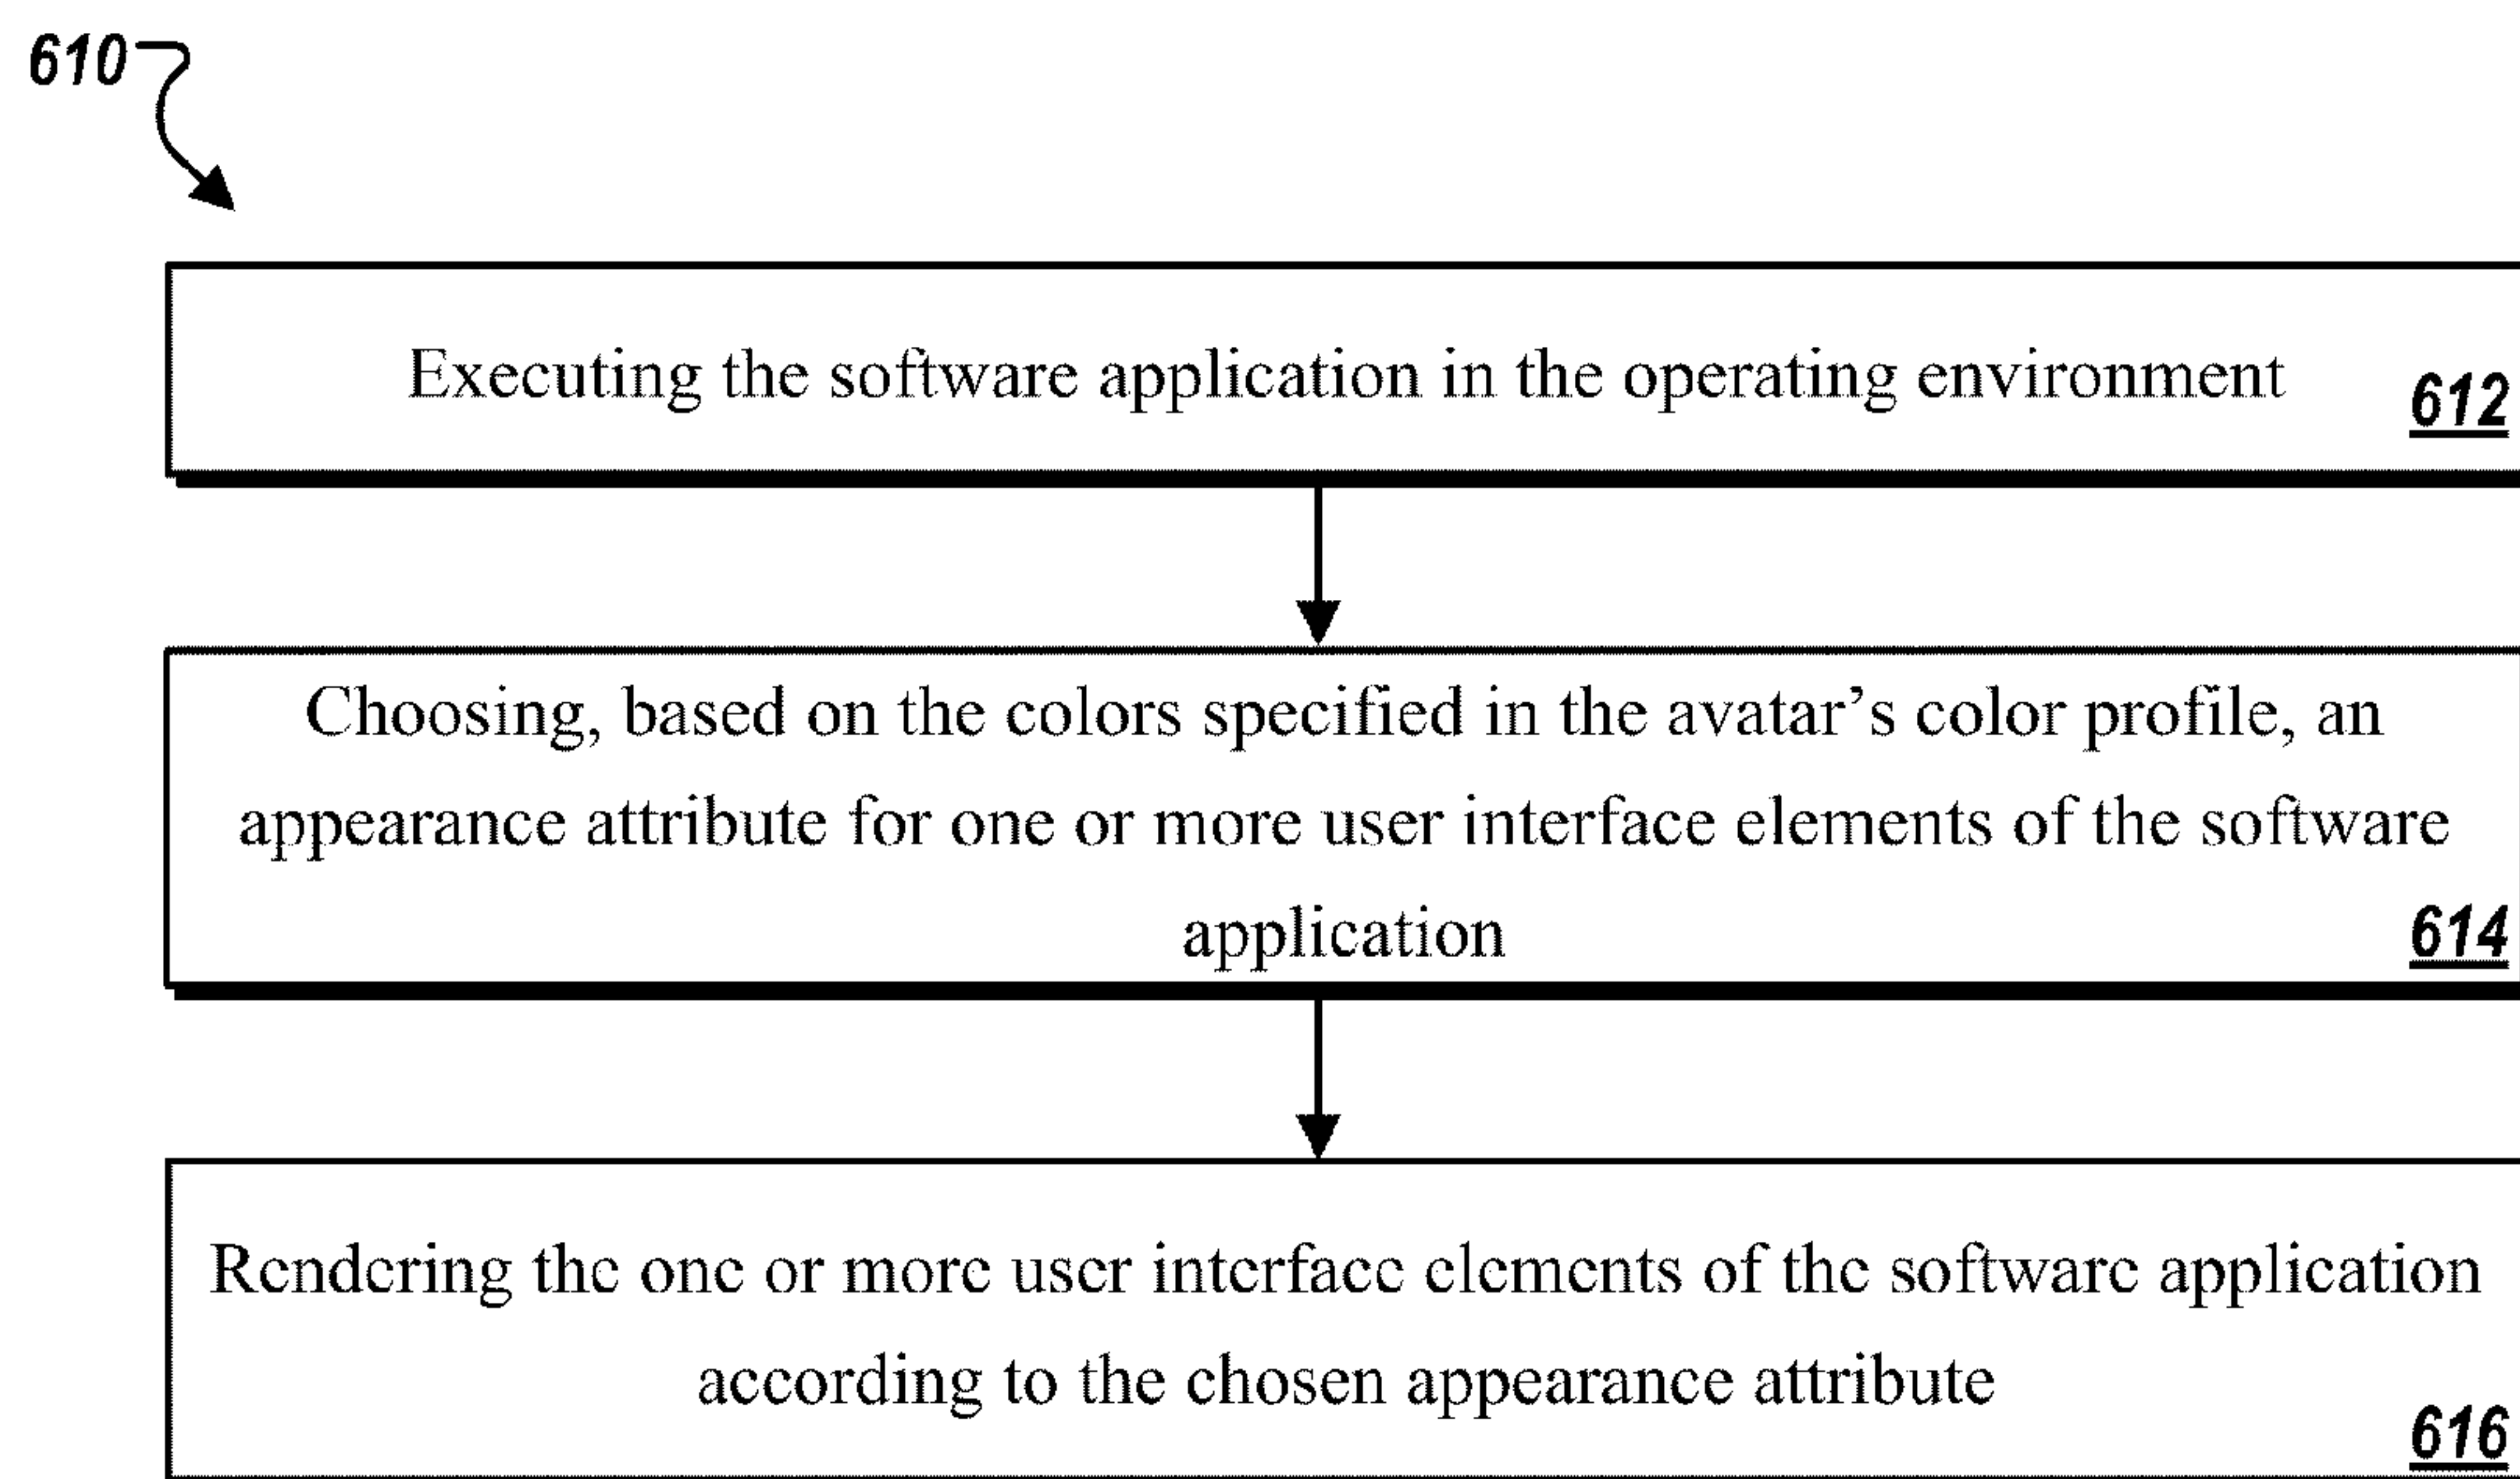 610
Executing the software application in the operating environment
612
Choosing, based on the colors specified in the avatar’s color profile, an
appearance attribute for one or more user interface elements of the software
application
614
Rendering the one or more user interface elements of the software application
according to the chosen appearance attribute
616